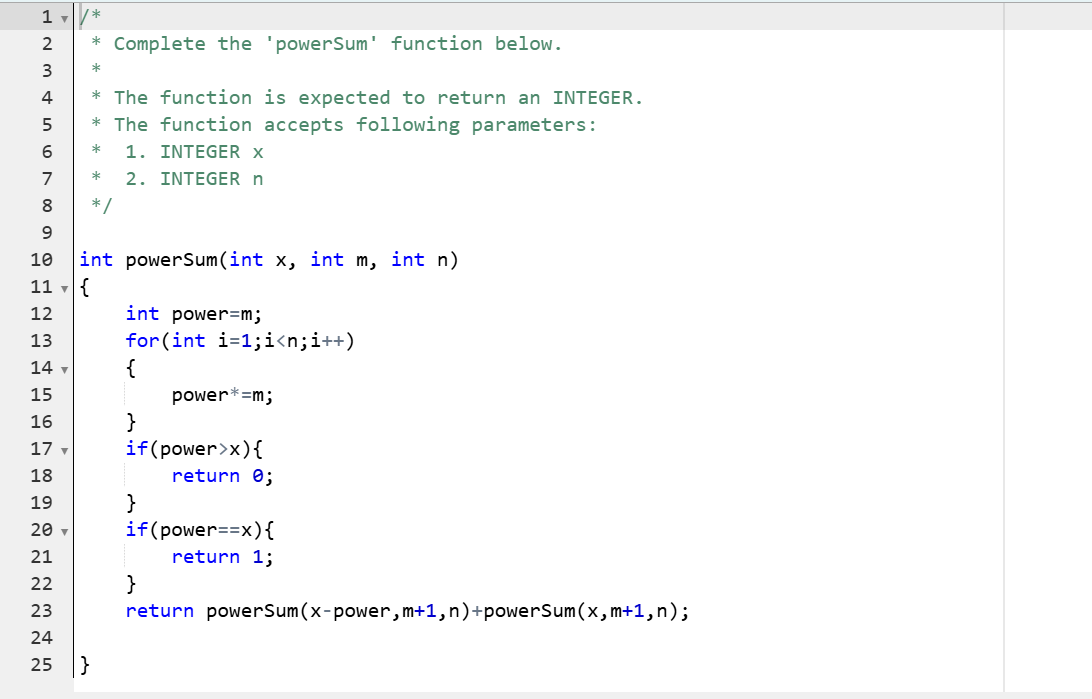 1 /*
2  * Complete the 'powerSum' function below.
3  *
4  * The function is expected to return an INTEGER.
5  * The function accepts following parameters:
6  *  1. INTEGER x
7  *  2. INTEGER n
8  */
9
10 int powerSum(int x, int m, int n)
11 {
12     int power=m;
13     for(int i=1;i<n;i++)
14     {
15         power*=m;
16     }
17     if(power>x){
18         return 0;
19     }
20     if(power==x){
21         return 1;
22     }
23     return powerSum(x-power,m+1,n)+powerSum(x,m+1,n);
24
25 }